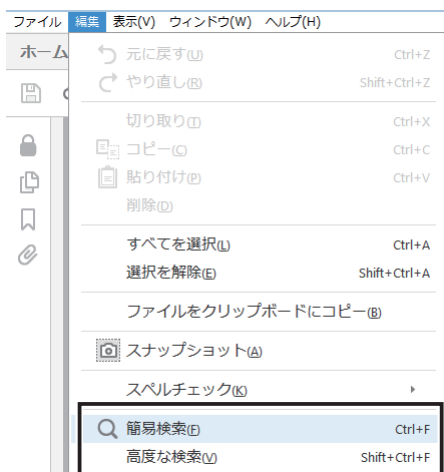 ファイル 編集 表示(V) ウィンドウ(W) ヘルプ(H)
ホーム
元に戻す(U) Ctrl+Z
やり直し(R) Shift+Ctrl+Z
切り取り(T) Ctrl+X
コピー(C) Ctrl+C
貼り付け(P) Ctrl+V
削除(D)
すべてを選択(L) Ctrl+A
選択を解除(E) Shift+Ctrl+A
ファイルをクリップボードにコピー(B)
スナップショット(A)
スペルチェック(K)
簡易検索(F) Ctrl+F
高度な検索(V) Shift+Ctrl+F